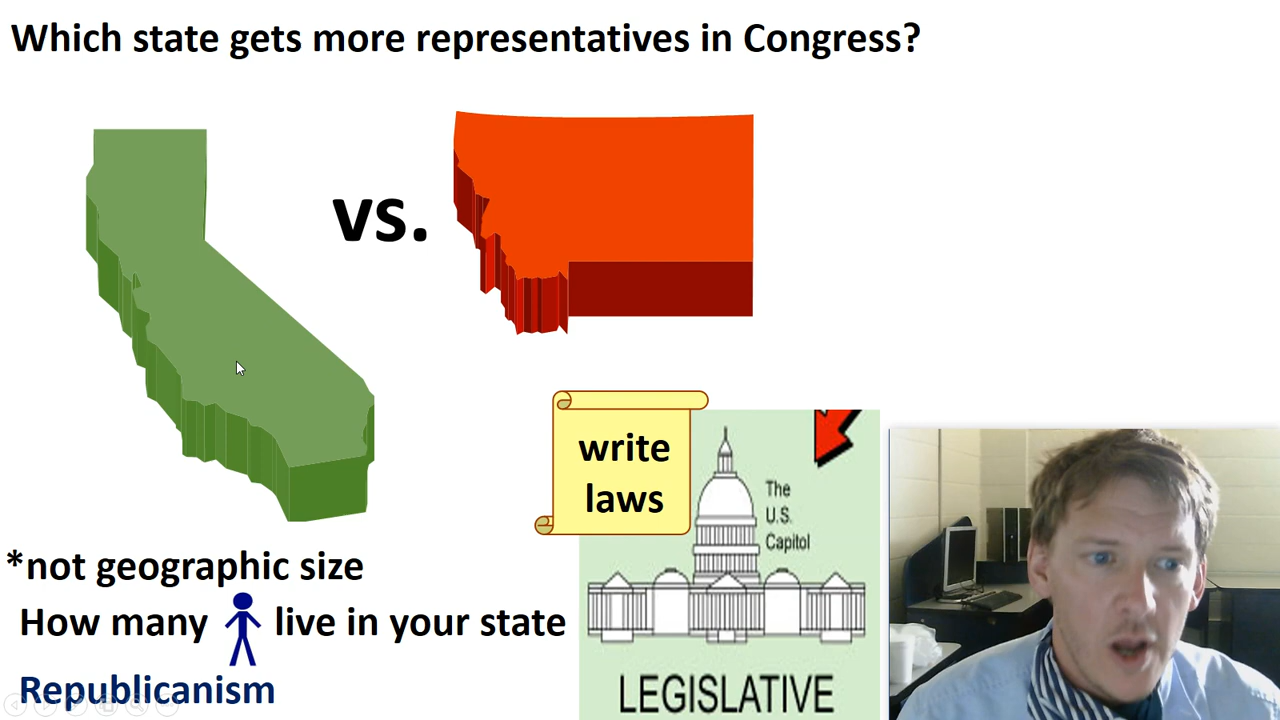 Which state gets more representatives in Congress?
vs.
write
laws
The
U.S.
Capitol
LEGISLATIVE
*not geographic size
How many live in your state
Republicanism